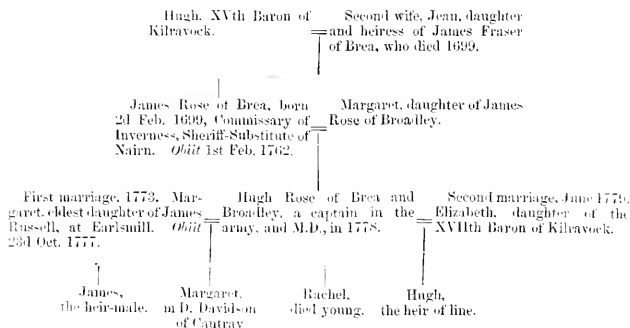 Hugh, XVth Baron of
Kilravock.
Second wife, Jean, daughter
and heiress of James Fraser
of Brea, who died 1699.
James Rose of Brea, born
2d Feb. 1699, Commissary of
Inverness, Sheriff-Substitute of
Nairn. Obiit 1st Feb. 1762.
Margaret, daughter of James
Rose of Broadley.
First marriage, 1773. Mar-
garet, eldest daughter of James
Russell, at Earlsmill. Obiit
23d Oct. 1777.
Hugh Rose of Brea and
Broadley, a captain in the
army, and M.D., in 1778.
Second marriage, June 1779,
Elizabeth, daughter of the
XVIIth Baron of Kilravock.
James,
the heir-male.
Margaret,
m D. Davidson
of Cantray
Rachel,
died young.
Hugh,
the heir of line.